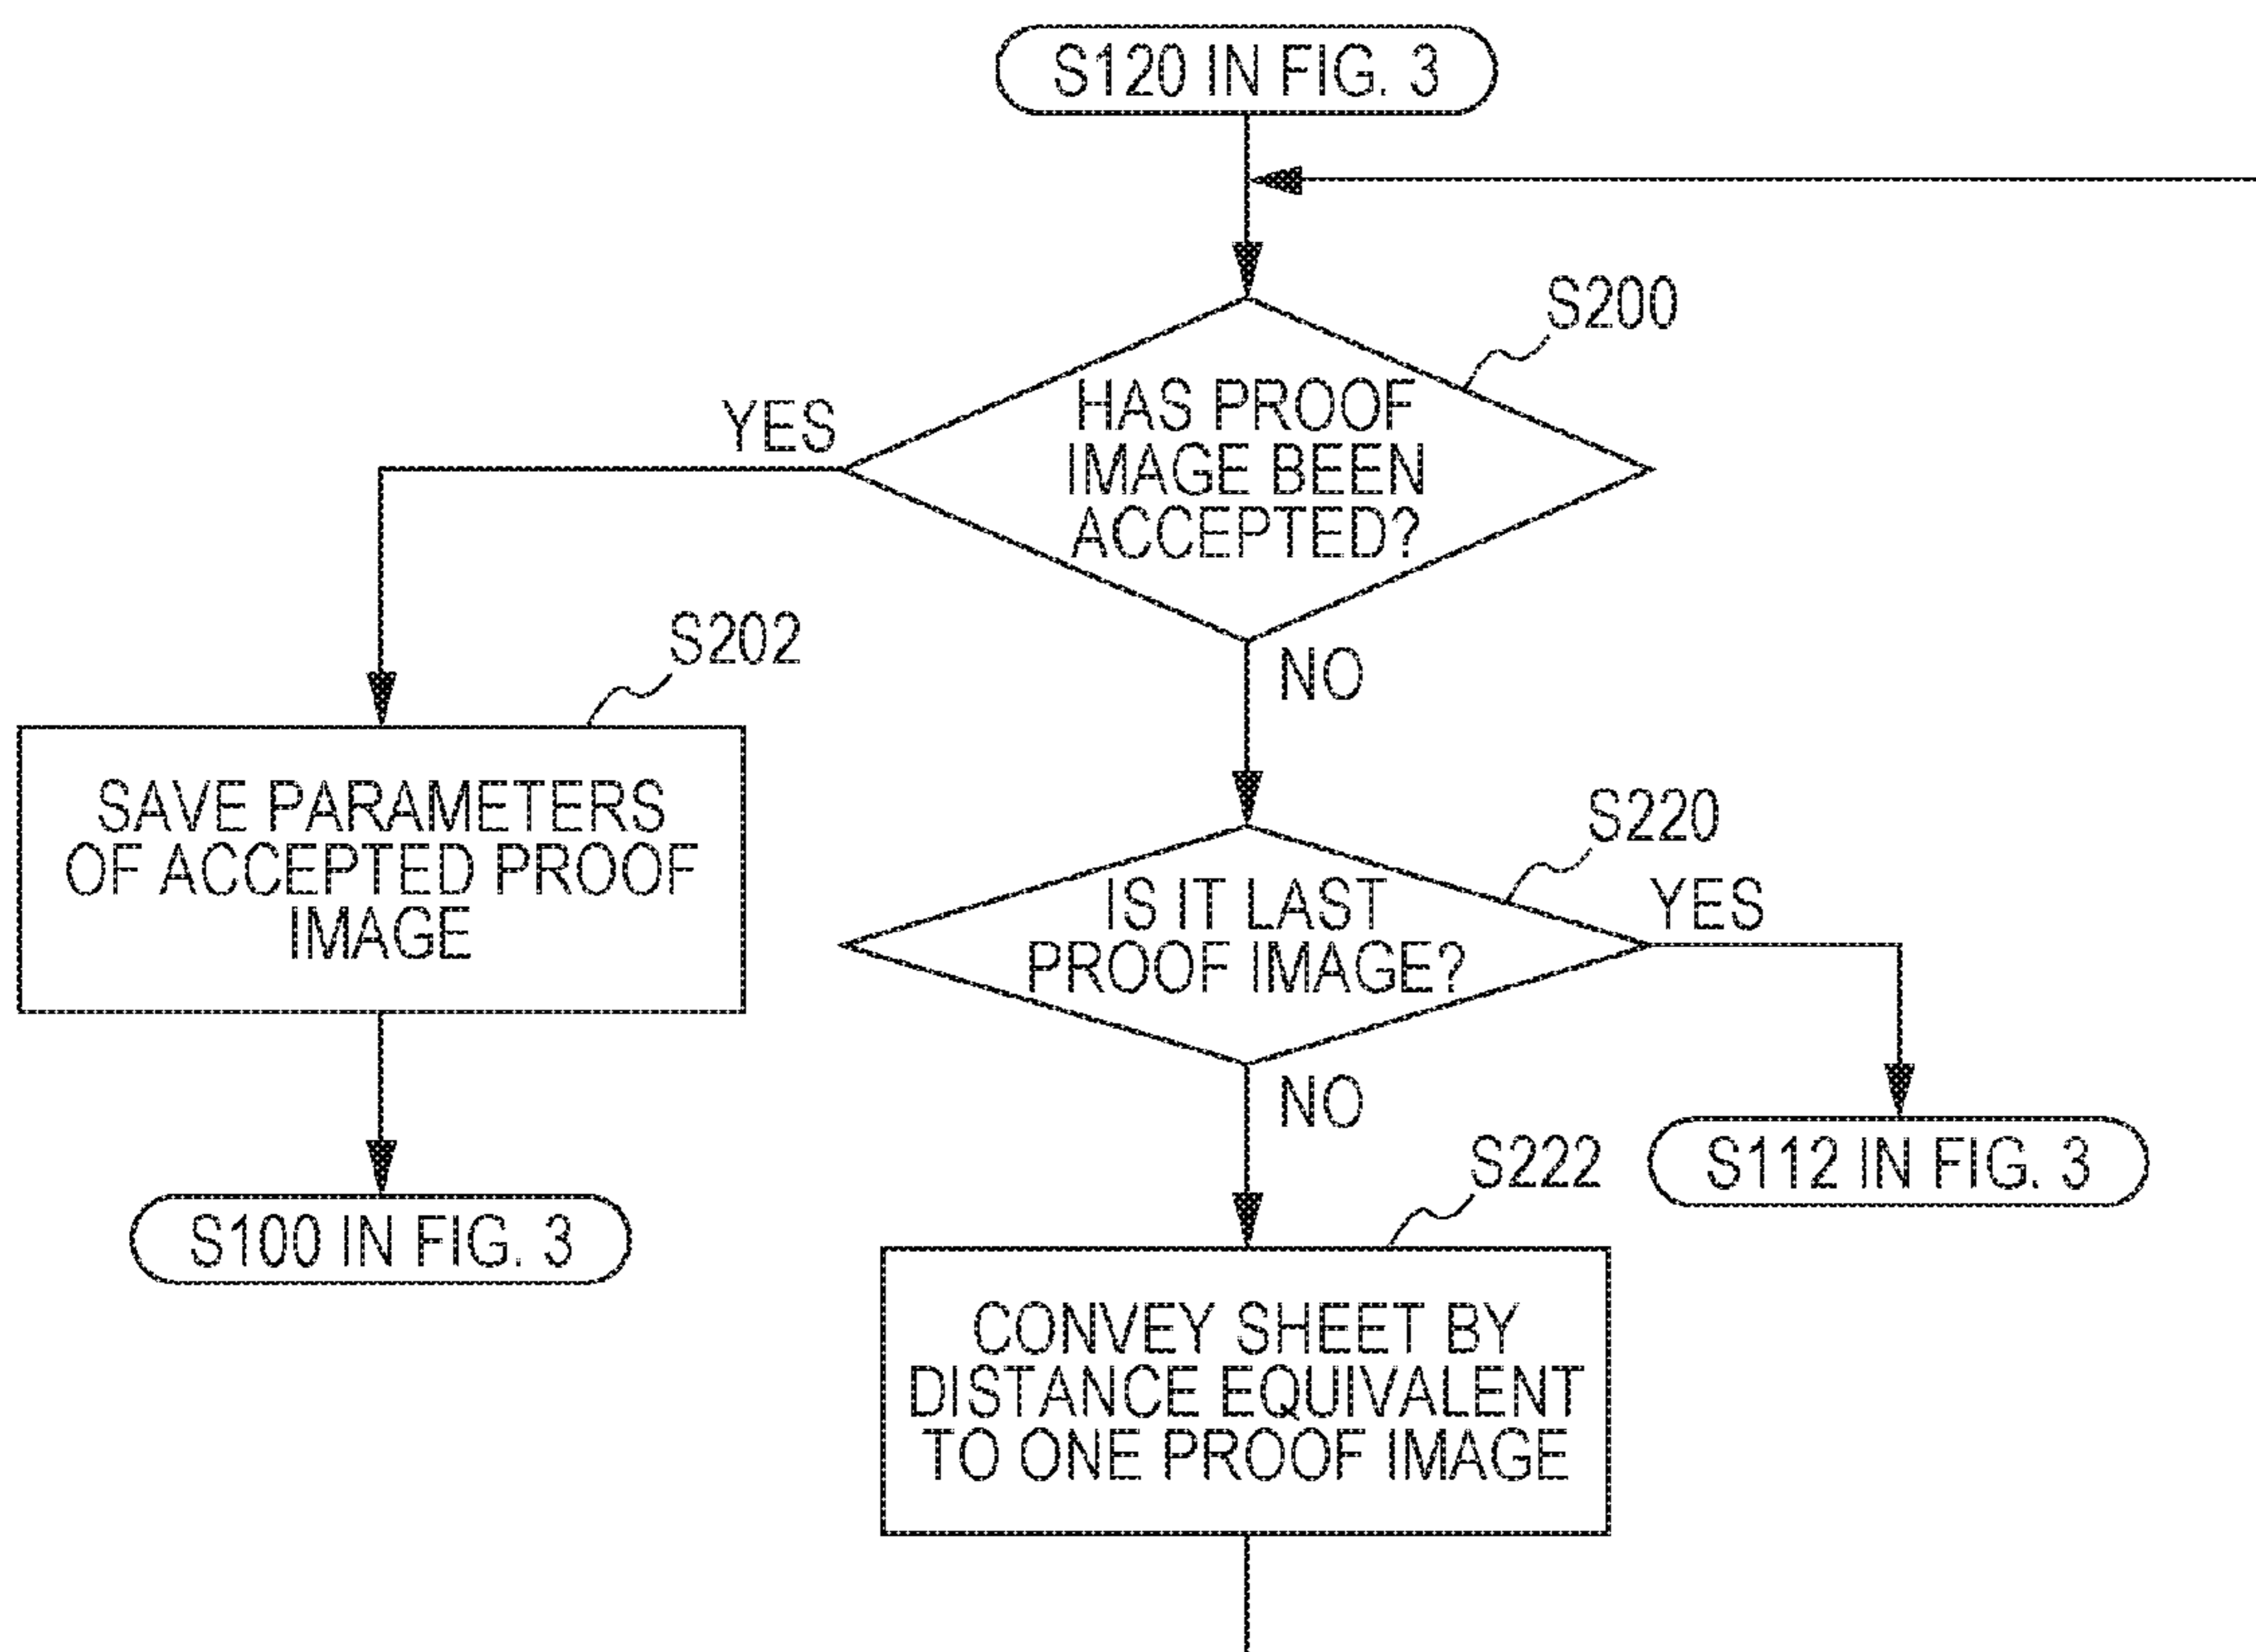 S120 IN FIG. 3
S200
HAS PROOF
IMAGE BEEN
ACCEPTED?
YES
NO
S202
SAVE PARAMETERS
OF ACCEPTED PROOF
IMAGE
S100 IN FIG. 3
S220
IS IT LAST
PROOF IMAGE?
YES
NO
S112 IN FIG. 3
S222
CONVEY SHEET BY
DISTANCE EQUIVALENT
TO ONE PROOF IMAGE